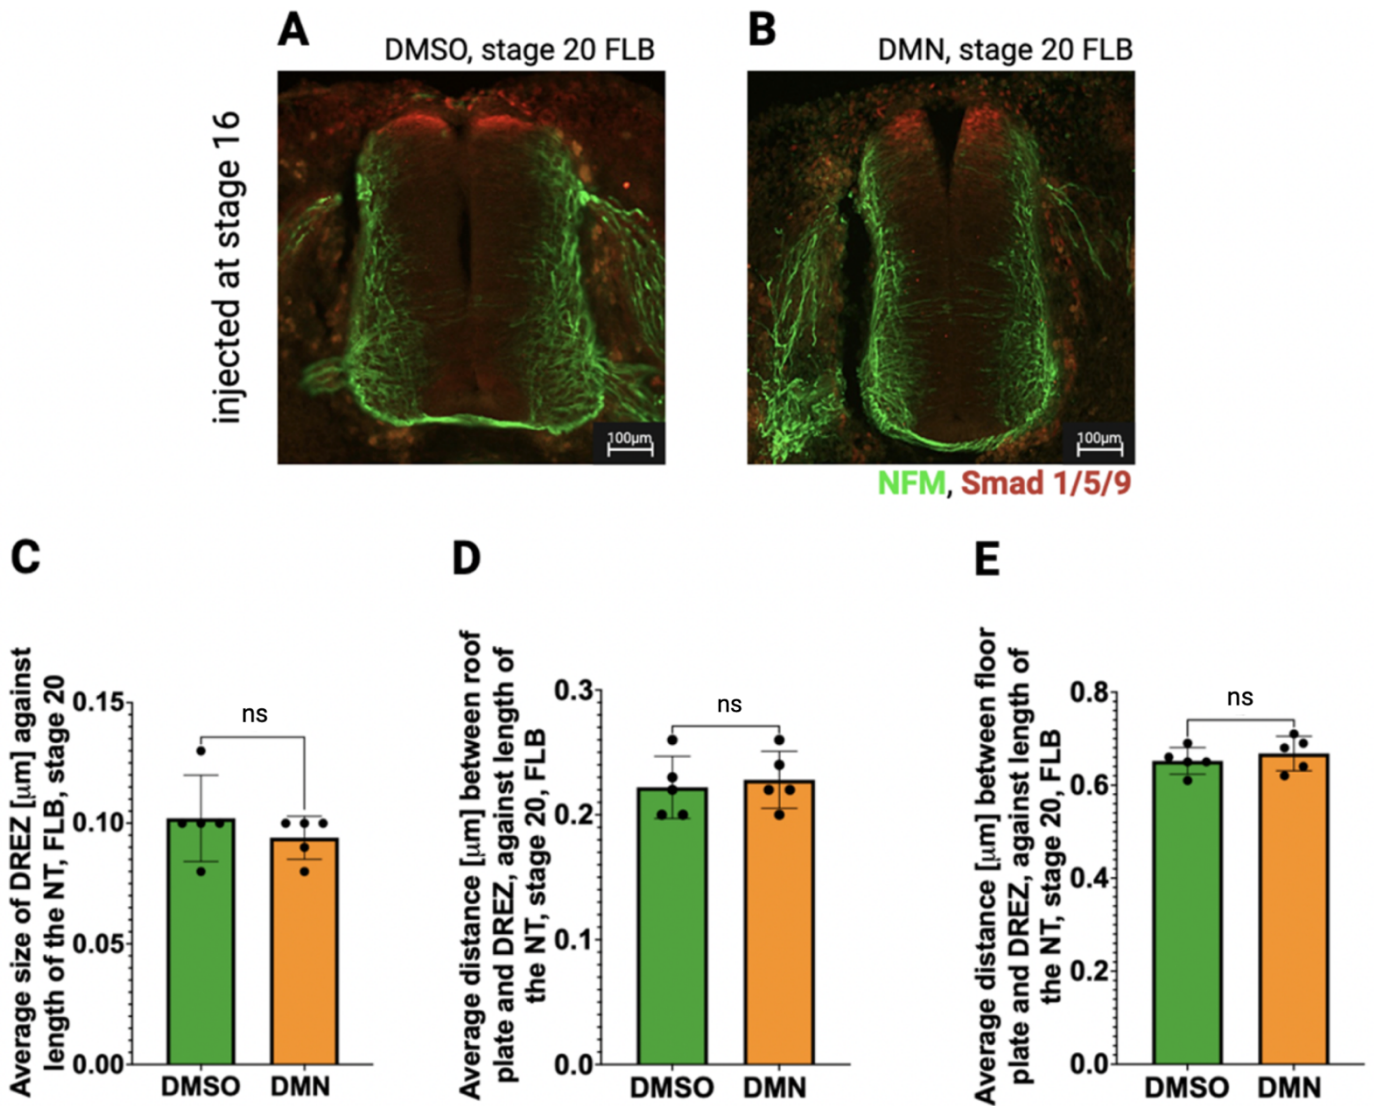 A
DMSO, stage 20 FLB
B
DMN, stage 20 FLB
injected at stage 16
100μm
100μm
NFM, Smad 1/5/9
C
Average size of DREZ [μm] against
length of the NT, FLB, stage 20
0.15
0.10
0.05
0.00
ns
DMSO
DMN
D
Average distance [μm] between roof
plate and DREZ, against length of
the NT, stage 20, FLB
0.3
0.2
0.1
0.0
ns
DMSO
DMN
E
Average distance [μm] between floor
plate and DREZ, against length of
the NT, stage 20, FLB
0.8
0.6
0.4
0.2
0.0
ns
DMSO
DMN